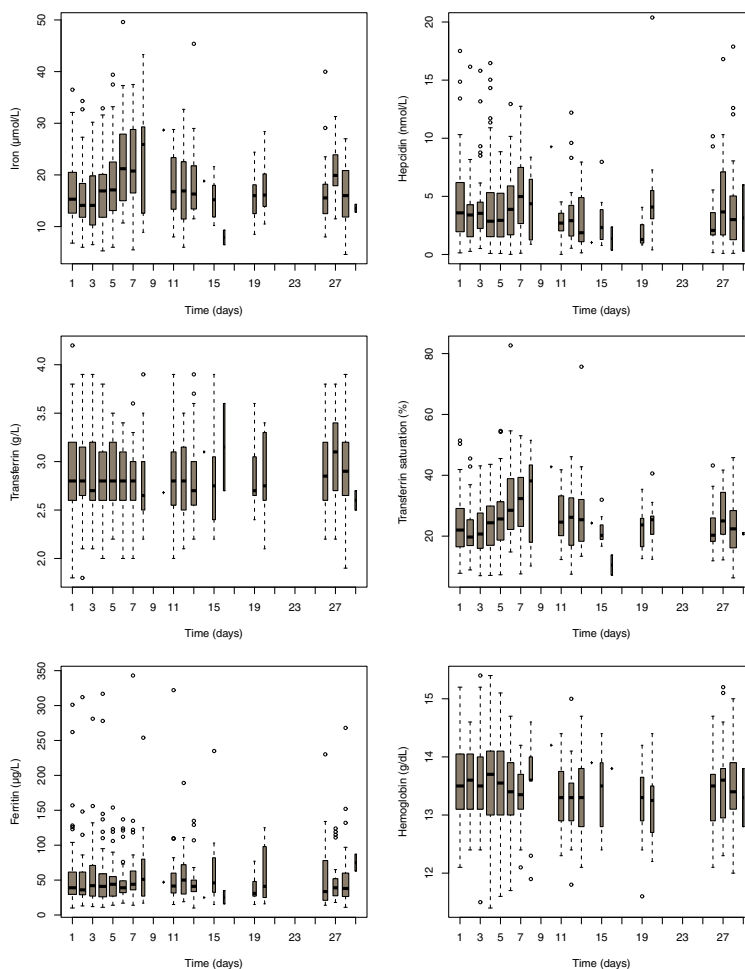 50
40
30
20
10
Iron (µmol/L)
1 3 5 7 9 11 15 19 23 27
Time (days)
20
15
10
5
0
Hepcidin (nmol/L)
1 3 5 7 9 11 15 19 23 27
Time (days)
4.0
3.5
3.0
2.5
2.0
Transferrin (g/L)
1 3 5 7 9 11 15 19 23 27
Time (days)
80
60
40
20
Transferrin saturation (%)
1 3 5 7 9 11 15 19 23 27
Time (days)
350
300
250
200
150
100
50
0
Ferritin (µg/L)
1 3 5 7 9 11 15 19 23 27
Time (days)
15
14
13
12
Hemoglobin (g/dL)
1 3 5 7 9 11 15 19 23 27
Time (days)